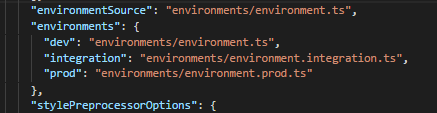 "environmentSource": "environments/environment.ts",
"environments": {
"dev": "environments/environment.ts",
"integration": "environments/environment.integration.ts",
"prod": "environments/environment.prod.ts"
},
"stylePreprocessorOptions": {